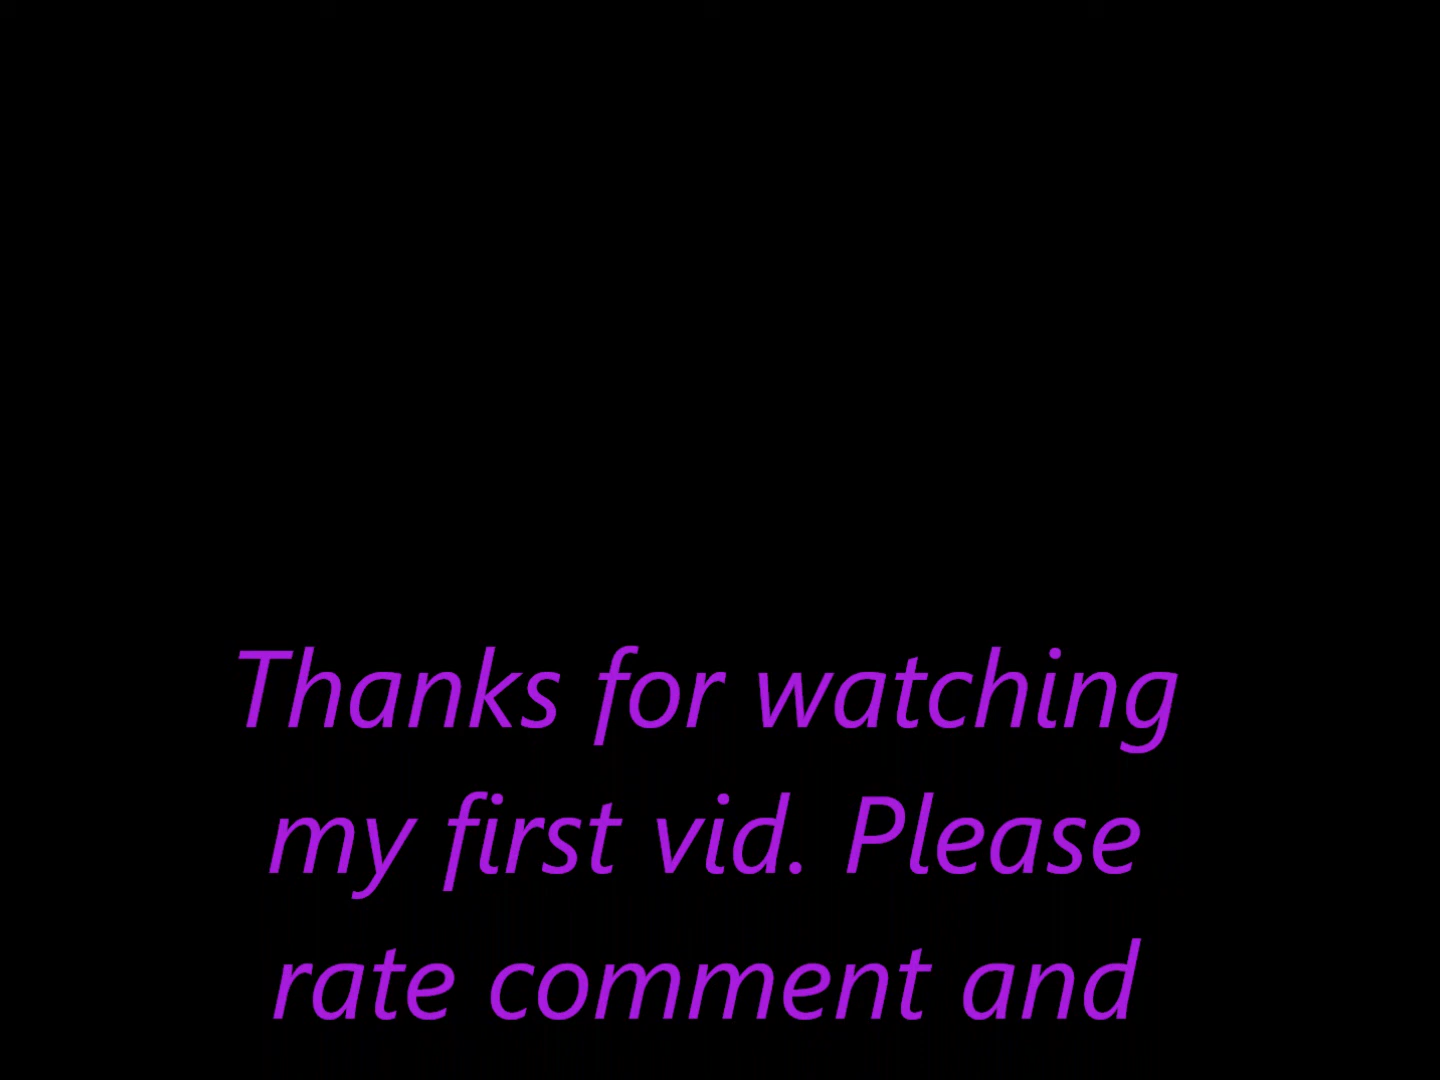 Thanks for watching
my first vid. Please
rate comment and